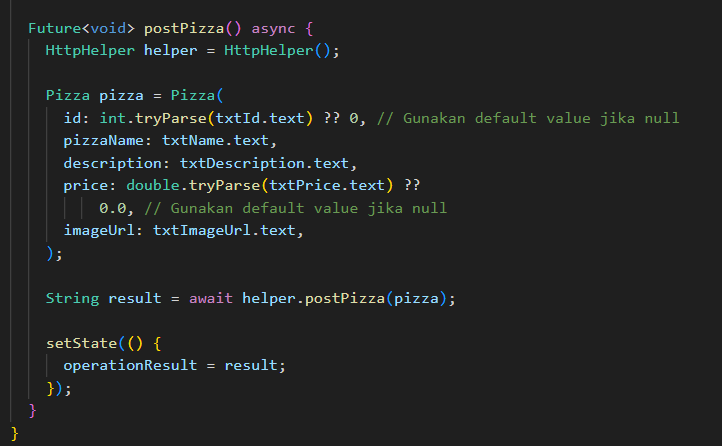 Future<void> postPizza() async {
HttpHelper helper = HttpHelper();
Pizza pizza = Pizza(
id: int.tryParse(txtId.text) ?? 0, // Gunakan default value jika null
pizzaName: txtName.text,
description: txtDescription.text,
price: double.tryParse(txtPrice.text) ??
0.0, // Gunakan default value jika null
imageUrl: txtImageUrl.text,
);
String result = await helper.postPizza(pizza);
setState(() {
operationResult = result;
});
}
}